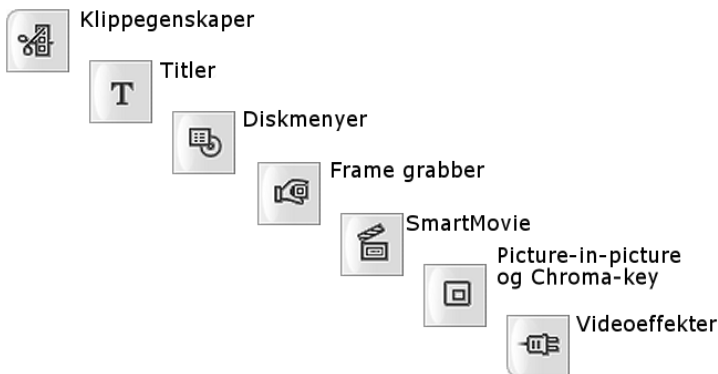 Klippegenskaper
Titler
Diskmenyer
Frame grabber
SmartMovie
Picture-in-picture
og Chroma-key
Videoeffekter